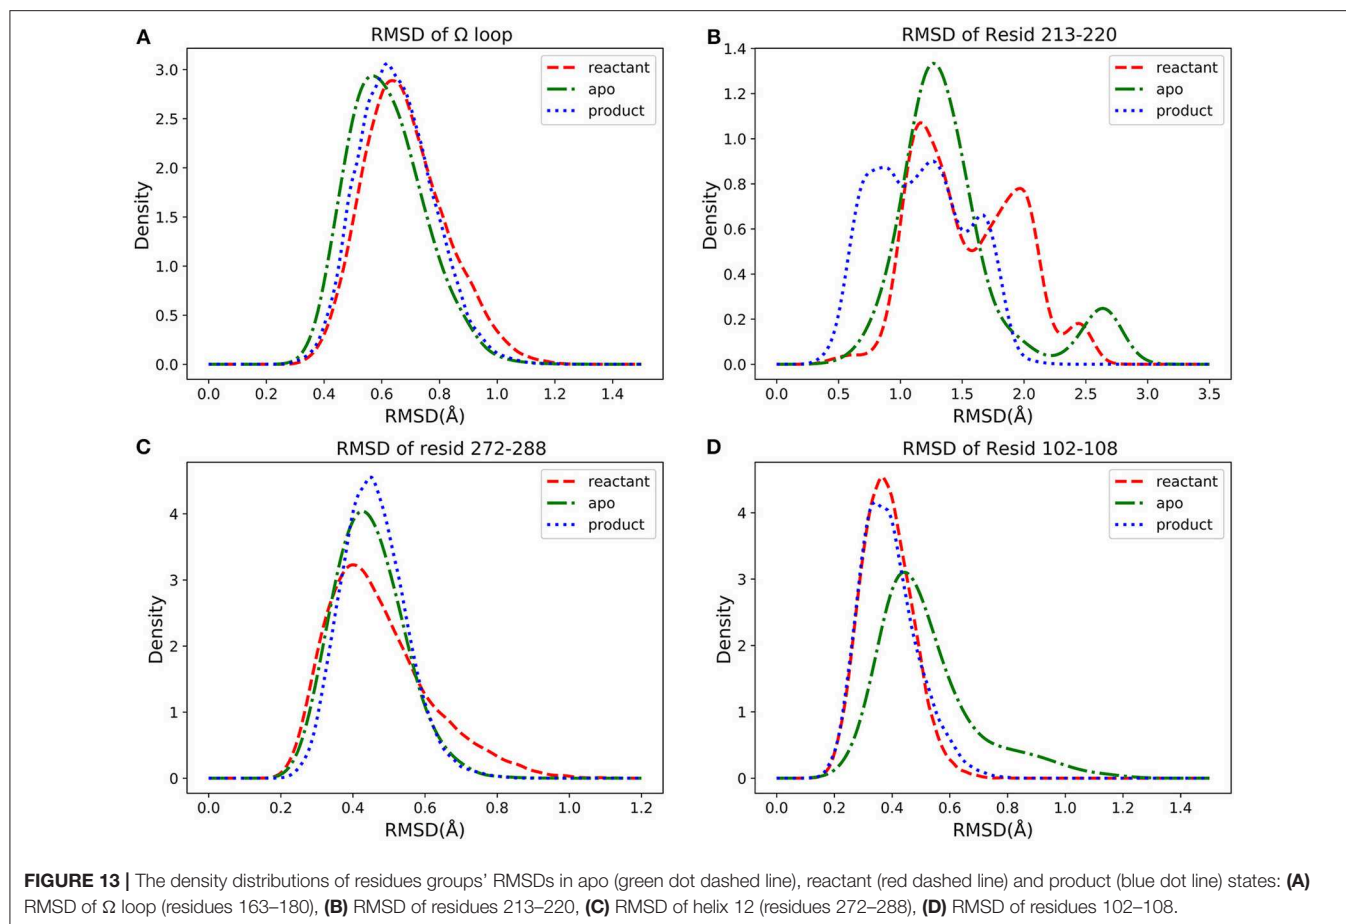 A
RMSD of Ω loop
3.0
2.5
2.0
1.5
1.0
0.5
0.0
Density
reactant
apo
product
0.0 0.2 0.4 0.6 0.8 1.0 1.2 1.4
RMSD(Å)
B
RMSD of Resid 213-220
1.4
1.2
1.0
0.8
0.6
0.4
0.2
0.0
Density
reactant
apo
product
0.0 0.5 1.0 1.5 2.0 2.5 3.0 3.5
RMSD(Å)
C
RMSD of resid 272-288
4
3
2
1
0
Density
reactant
apo
product
0.0 0.2 0.4 0.6 0.8 1.0 1.2
RMSD(Å)
D
RMSD of Resid 102-108
4
3
2
1
0
Density
reactant
apo
product
0.0 0.2 0.4 0.6 0.8 1.0 1.2 1.4
RMSD(Å)
FIGURE 13 | The density distributions of residues groups' RMSDs in apo (green dot dashed line), reactant (red dashed line) and product (blue dot line) states: (A)
RMSD of Ω loop (residues 163–180), (B) RMSD of residues 213–220, (C) RMSD of helix 12 (residues 272–288), (D) RMSD of residues 102–108.